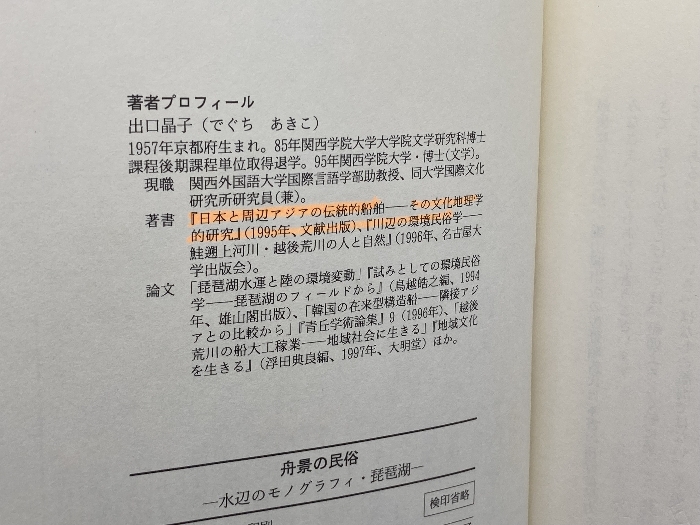 著者プロフィール
出口晶子（でぐち　あきこ）
1957年京都府生まれ。85年関西学院大学大学院文学研究科博士
課程後期課程単位取得退学。95年関西学院大学・博士(文学)。
現職　関西外国語大学国際言語学部助教授、同大学国際文化
研究所研究員(兼)。
著書　『日本と周辺アジアの伝統的船舶――その文化地理学
的研究』(1995年、文献出版)、『川辺の環境民俗学――
鮭遡上河川・越後荒川の人と自然』(1996年、名古屋大
学出版会)。
論文　「琵琶湖水運と陸の環境変動」『試みとしての環境民俗
学――琵琶湖のフィールドから』(鳥越皓之編、1994
年、雄山閣出版)、「韓国の在来型構造船――隣接アジ
アとの比較から」『青丘学術論集』9（1996年)、「越後
荒川の船大工稼業――地域社会に生きる」『地域文化
を生きる』（浮田典良編、1997年、大明堂）ほか。
舟景の民俗
―水辺のモノグラフィ・琵琶湖―
検印省略